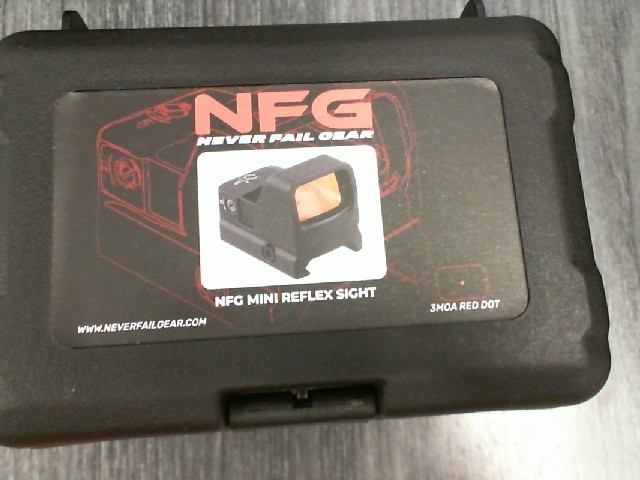 NFG
NEVER FAIL GEAR
NFG MINI REFLEX SIGHT
3MOA RED DOT
WWW.NEVERFAILGEAR.COM